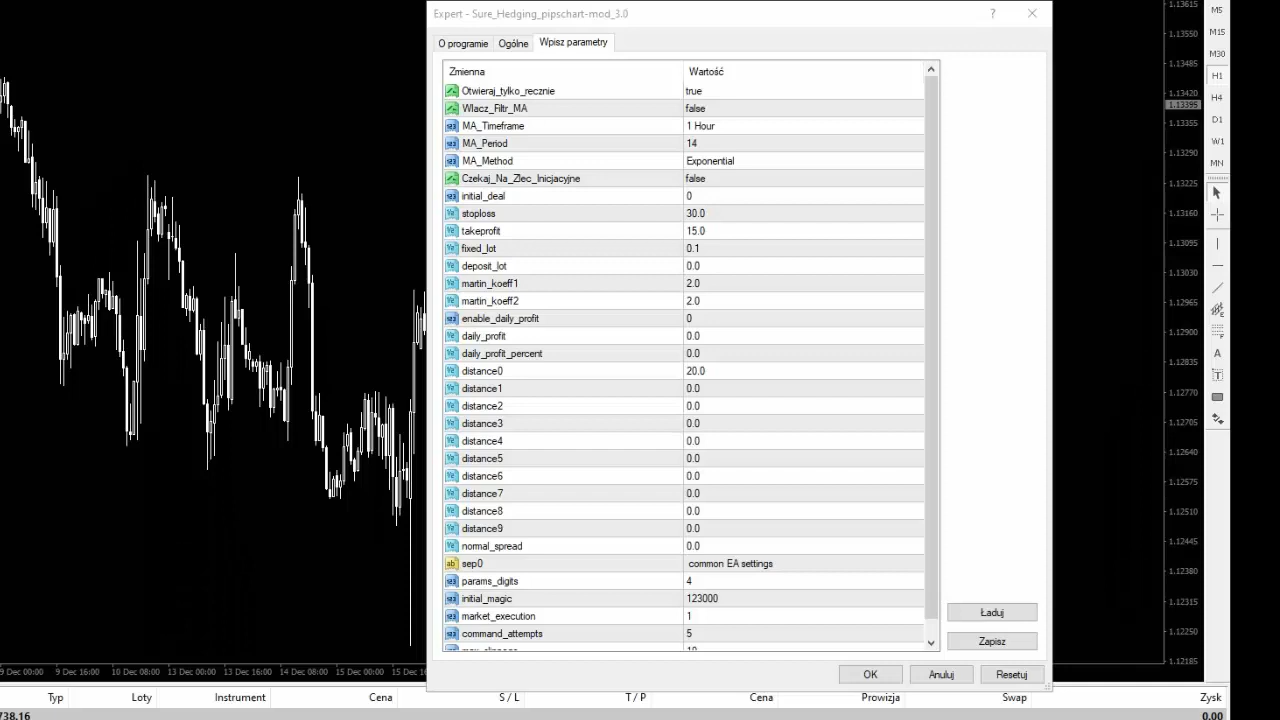 Expert - Sure_Hedging_pipschart-mod_3.0
?
O programie Ogólne Wpisz parametry
Zmienna Wartość
Otwieraj_tylko_recznie true
Wlacz_Filtr_MA false
MA_Timeframe 1 Hour
MA_Period 14
MA_Method Exponential
Czekaj_Na_Zlec_Inicjacyjne false
initial_deal 0
stoploss 30.0
takeprofit 15.0
fixed_lot 0.1
deposit_lot 0.0
martin_koeff1 2.0
martin_koeff2 2.0
enable_daily_profit 0
daily_profit 0.0
daily_profit_percent 0.0
distance0 20.0
distance1 0.0
distance2 0.0
distance3 0.0
distance4 0.0
distance5 0.0
distance6 0.0
distance7 0.0
distance8 0.0
distance9 0.0
normal_spread 0.0
sep0 common EA settings
params_digits 4
initial_magic 123000
market_execution 1
command_attempts 5
Ładuj
Zapisz
OK Anuluj Resetuj
1.13615
1.13550
1.13485
1.13420
1.13395
1.13355
1.13290
1.13225
1.13160
1.13095
1.13030
1.12965
1.12900
1.12835
1.12770
1.12705
1.12640
1.12570
1.12510
1.12445
1.12380
1.12315
1.12250
1.12185
M5
M15
M30
H1
H4
D1
W1
MN
9 Dec 00:00 9 Dec 16:00 10 Dec 08:00 13 Dec 00:00 13 Dec 16:00 14 Dec 08:00 15 Dec 00:00 15 Dec 16
Typ Loty Instrument Cena S / L T / P Cena Prowizja Swap Zysk
738.16 0.00